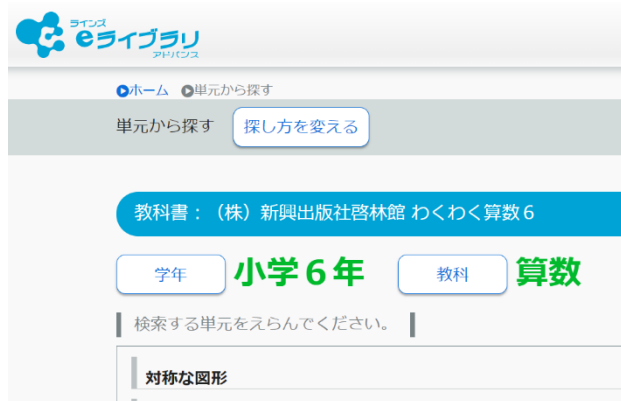 ラインズ
eライブラリ
アドバンス
ホーム 単元から探す
単元から探す 探し方を変える
教科書：（株）新興出版社啓林館 わくわく算数６
学年 小学６年 教科 算数
検索する単元をえらんでください。
対称な図形